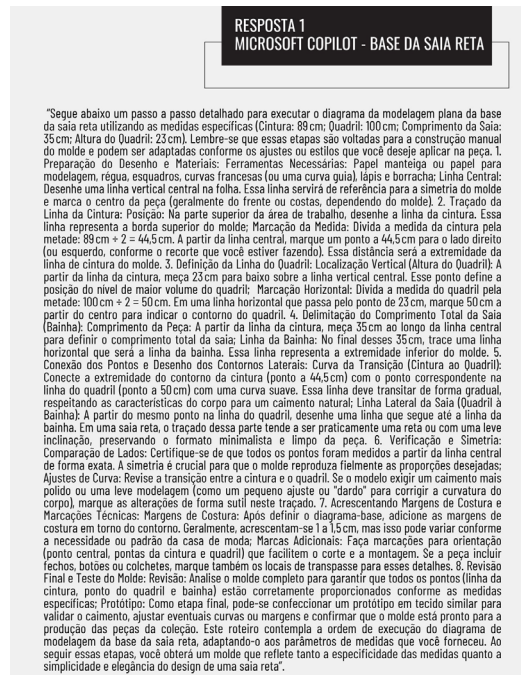 RESPOSTA 1
MICROSOFT COPILOT - BASE DA SAIA RETA
“Segue abaixo um passo a passo detalhado para executar o diagrama da modelagem plana da base
da saia reta utilizando as medidas específicas (Cintura: 89 cm; Quadril: 100 cm; Comprimento da Saia:
35 cm; Altura do Quadril: 23 cm). Lembre-se que essas etapas são voltadas para a construção manual
do molde e podem ser adaptadas conforme os ajustes ou estilos que você deseje aplicar na peça. 1.
Preparação do Desenho e Materiais: Ferramentas Necessárias: Papel manteiga ou papel para
modelagem, régua, esquadros, curvas francesas (ou uma curva guia), lápis e borracha; Linha Central:
Desenhe uma linha vertical central na folha. Essa linha servirá de referência para a simetria do molde
e marca o centro da peça (geralmente do frente ou costas, dependendo do molde). 2. Traçado da
Linha da Cintura: Posição: Na parte superior da área de trabalho, desenhe a linha da cintura. Essa
linha representa a borda superior do molde; Marcação da Medida: Divida a medida da cintura pela
metade: 89 cm ÷ 2 = 44,5 cm. A partir da linha central, marque um ponto a 44,5 cm para o lado direito
(ou esquerdo, conforme o recorte que você estiver fazendo). Essa distância será a extremidade da
linha de cintura do molde. 3. Definição da Linha do Quadril: Localização Vertical (Altura do Quadril): A
partir da linha da cintura, meça 23 cm para baixo sobre a linha vertical central. Esse ponto define a
posição do nível de maior volume do quadril;  Marcação Horizontal: Divida a medida do quadril pela
metade: 100 cm ÷ 2 = 50 cm. Em uma linha horizontal que passa pelo ponto de 23 cm, marque 50 cm a
partir do centro para indicar o contorno do quadril. 4. Delimitação do Comprimento Total da Saia
(Bainha): Comprimento da Peça: A partir da linha da cintura, meça 35 cm ao longo da linha central
para definir o comprimento total da saia; Linha da Bainha: No final desses 35 cm, trace uma linha
horizontal que será a linha da bainha. Essa linha representa a extremidade inferior do molde. 5.
Conexão dos Pontos e Desenho dos Contornos Laterais: Curva da Transição (Cintura ao Quadril):
Conecte a extremidade do contorno da cintura (ponto a 44,5 cm) com o ponto correspondente na
linha do quadril (ponto a 50 cm) com uma curva suave. Essa linha deve transitar de forma gradual,
respeitando as características do corpo para um caimento natural; Linha Lateral da Saia (Quadril à
Bainha): A partir do mesmo ponto na linha do quadril, desenhe uma linha que segue até a linha da
bainha. Em uma saia reta, o traçado dessa parte tende a ser praticamente uma reta ou com uma leve
inclinação, preservando o formato minimalista e limpo da peça. 6. Verificação e Simetria:
Comparação de Lados: Certifique-se de que todos os pontos foram medidos a partir da linha central
de forma exata. A simetria é crucial para que o molde reproduza fielmente as proporções desejadas;
Ajustes de Curva: Revise a transição entre a cintura e o quadril. Se o modelo exigir um caimento mais
polido ou uma leve modelagem (como um pequeno ajuste ou "dardo" para corrigir a curvatura do
corpo), marque as alterações de forma sutil neste traçado. 7. Acrescentando Margens de Costura e
Marcações Técnicas: Margens de Costura: Após definir o diagrama-base, adicione as margens de
costura em torno do contorno. Geralmente, acrescentam-se 1 a 1,5 cm, mas isso pode variar conforme
a necessidade ou padrão da casa de moda; Marcas Adicionais: Faça marcações para orientação
(ponto central, pontas da cintura e quadril) que facilitem o corte e a montagem. Se a peça incluir
fechos, botões ou colchetes, marque também os locais de transpasse para esses detalhes. 8. Revisão
Final e Teste do Molde: Revisão: Analise o molde completo para garantir que todos os pontos (linha da
cintura, ponto do quadril e bainha) estão corretamente proporcionados conforme as medidas
específicas; Protótipo: Como etapa final, pode-se confeccionar um protótipo em tecido similar para
validar o caimento, ajustar eventuais curvas ou margens e confirmar que o molde está pronto para a
produção das peças da coleção. Este roteiro contempla a ordem de execução do diagrama de
modelagem da base da saia reta, adaptando-o aos parâmetros de medidas que você forneceu. Ao
seguir essas etapas, você obterá um molde que reflete tanto a especificidade das medidas quanto a
simplicidade e elegância do design de uma saia reta”.